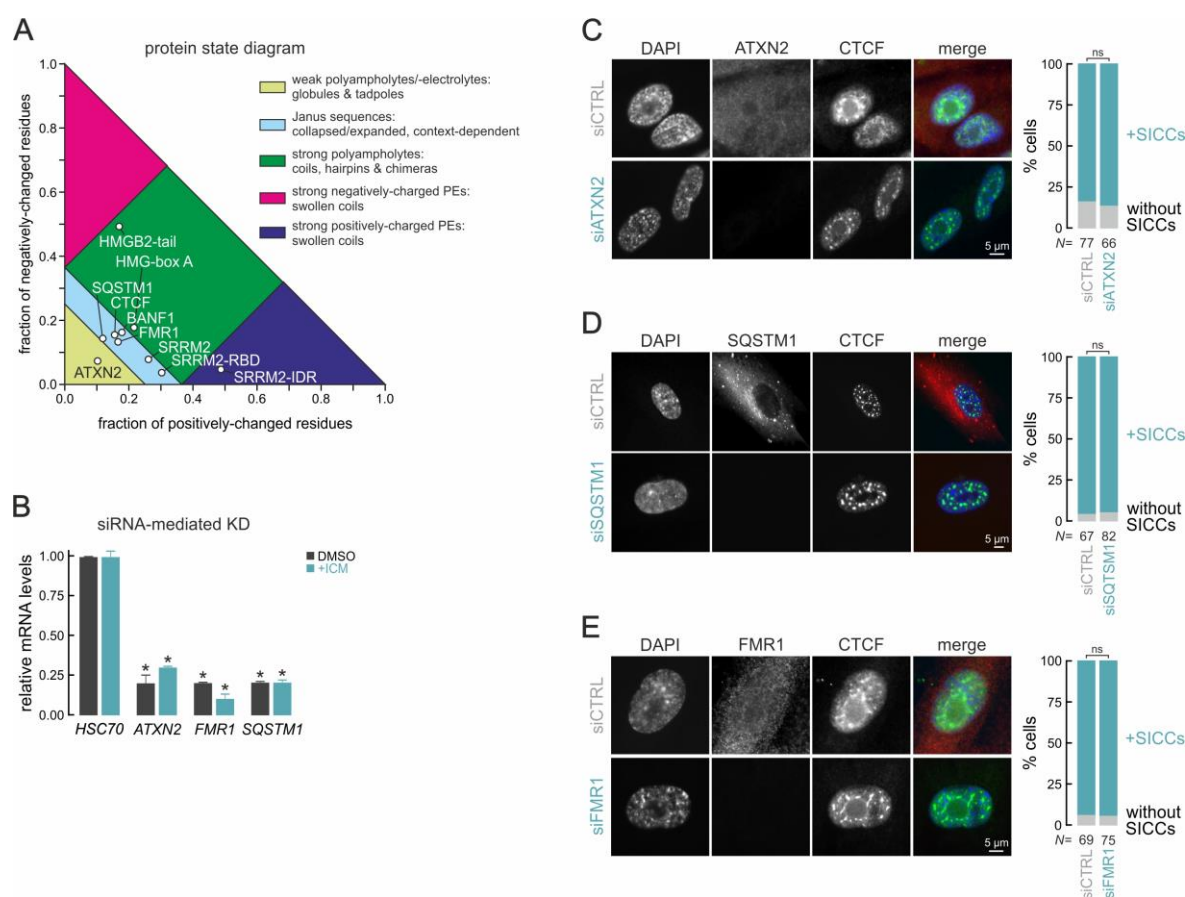 A
protein state diagram
1.0
0.8
0.6
0.4
0.2
0.0
fraction of negatively-changed residues
0.0 0.2 0.4 0.6 0.8 1.0
fraction of positively-changed residues
weak polyampholytes/-electrolytes:
globules & tadpoles
Janus sequences:
collapsed/expanded, context-dependent
strong polyampholytes:
coils, hairpins & chimeras
strong negatively-charged PEs:
swollen coils
strong positively-charged PEs:
swollen coils
HMGB2-tail
HMG-box A
SQSTM1
CTCF
BANF1
FMR1
SRRM2
SRRM2-RBD
SRRM2-IDR
ATXN2
B
siRNA-mediated KD
relative mRNA levels
1.00
0.75
0.50
0.25
0.00
DMSO
+ICM
* * * * * *
HSC70 ATXN2 FMR1 SQSTM1
C
DAPI ATXN2 CTCF merge
siCTRL
siATXN2
5 µm
ns
% cells
100
75
50
25
0
+SICCs
without
SICCs
N= 77 66
siCTRL
siATXN2
D
DAPI SQSTM1 CTCF merge
siCTRL
siSQSTM1
5 µm
ns
% cells
100
75
50
25
0
+SICCs
without
SICCs
N= 67 82
siCTRL
siSQTSM1
E
DAPI FMR1 CTCF merge
siCTRL
siFMR1
5 µm
ns
% cells
100
75
50
25
0
+SICCs
without
SICCs
N= 69 75
siCTRL
siFMR1